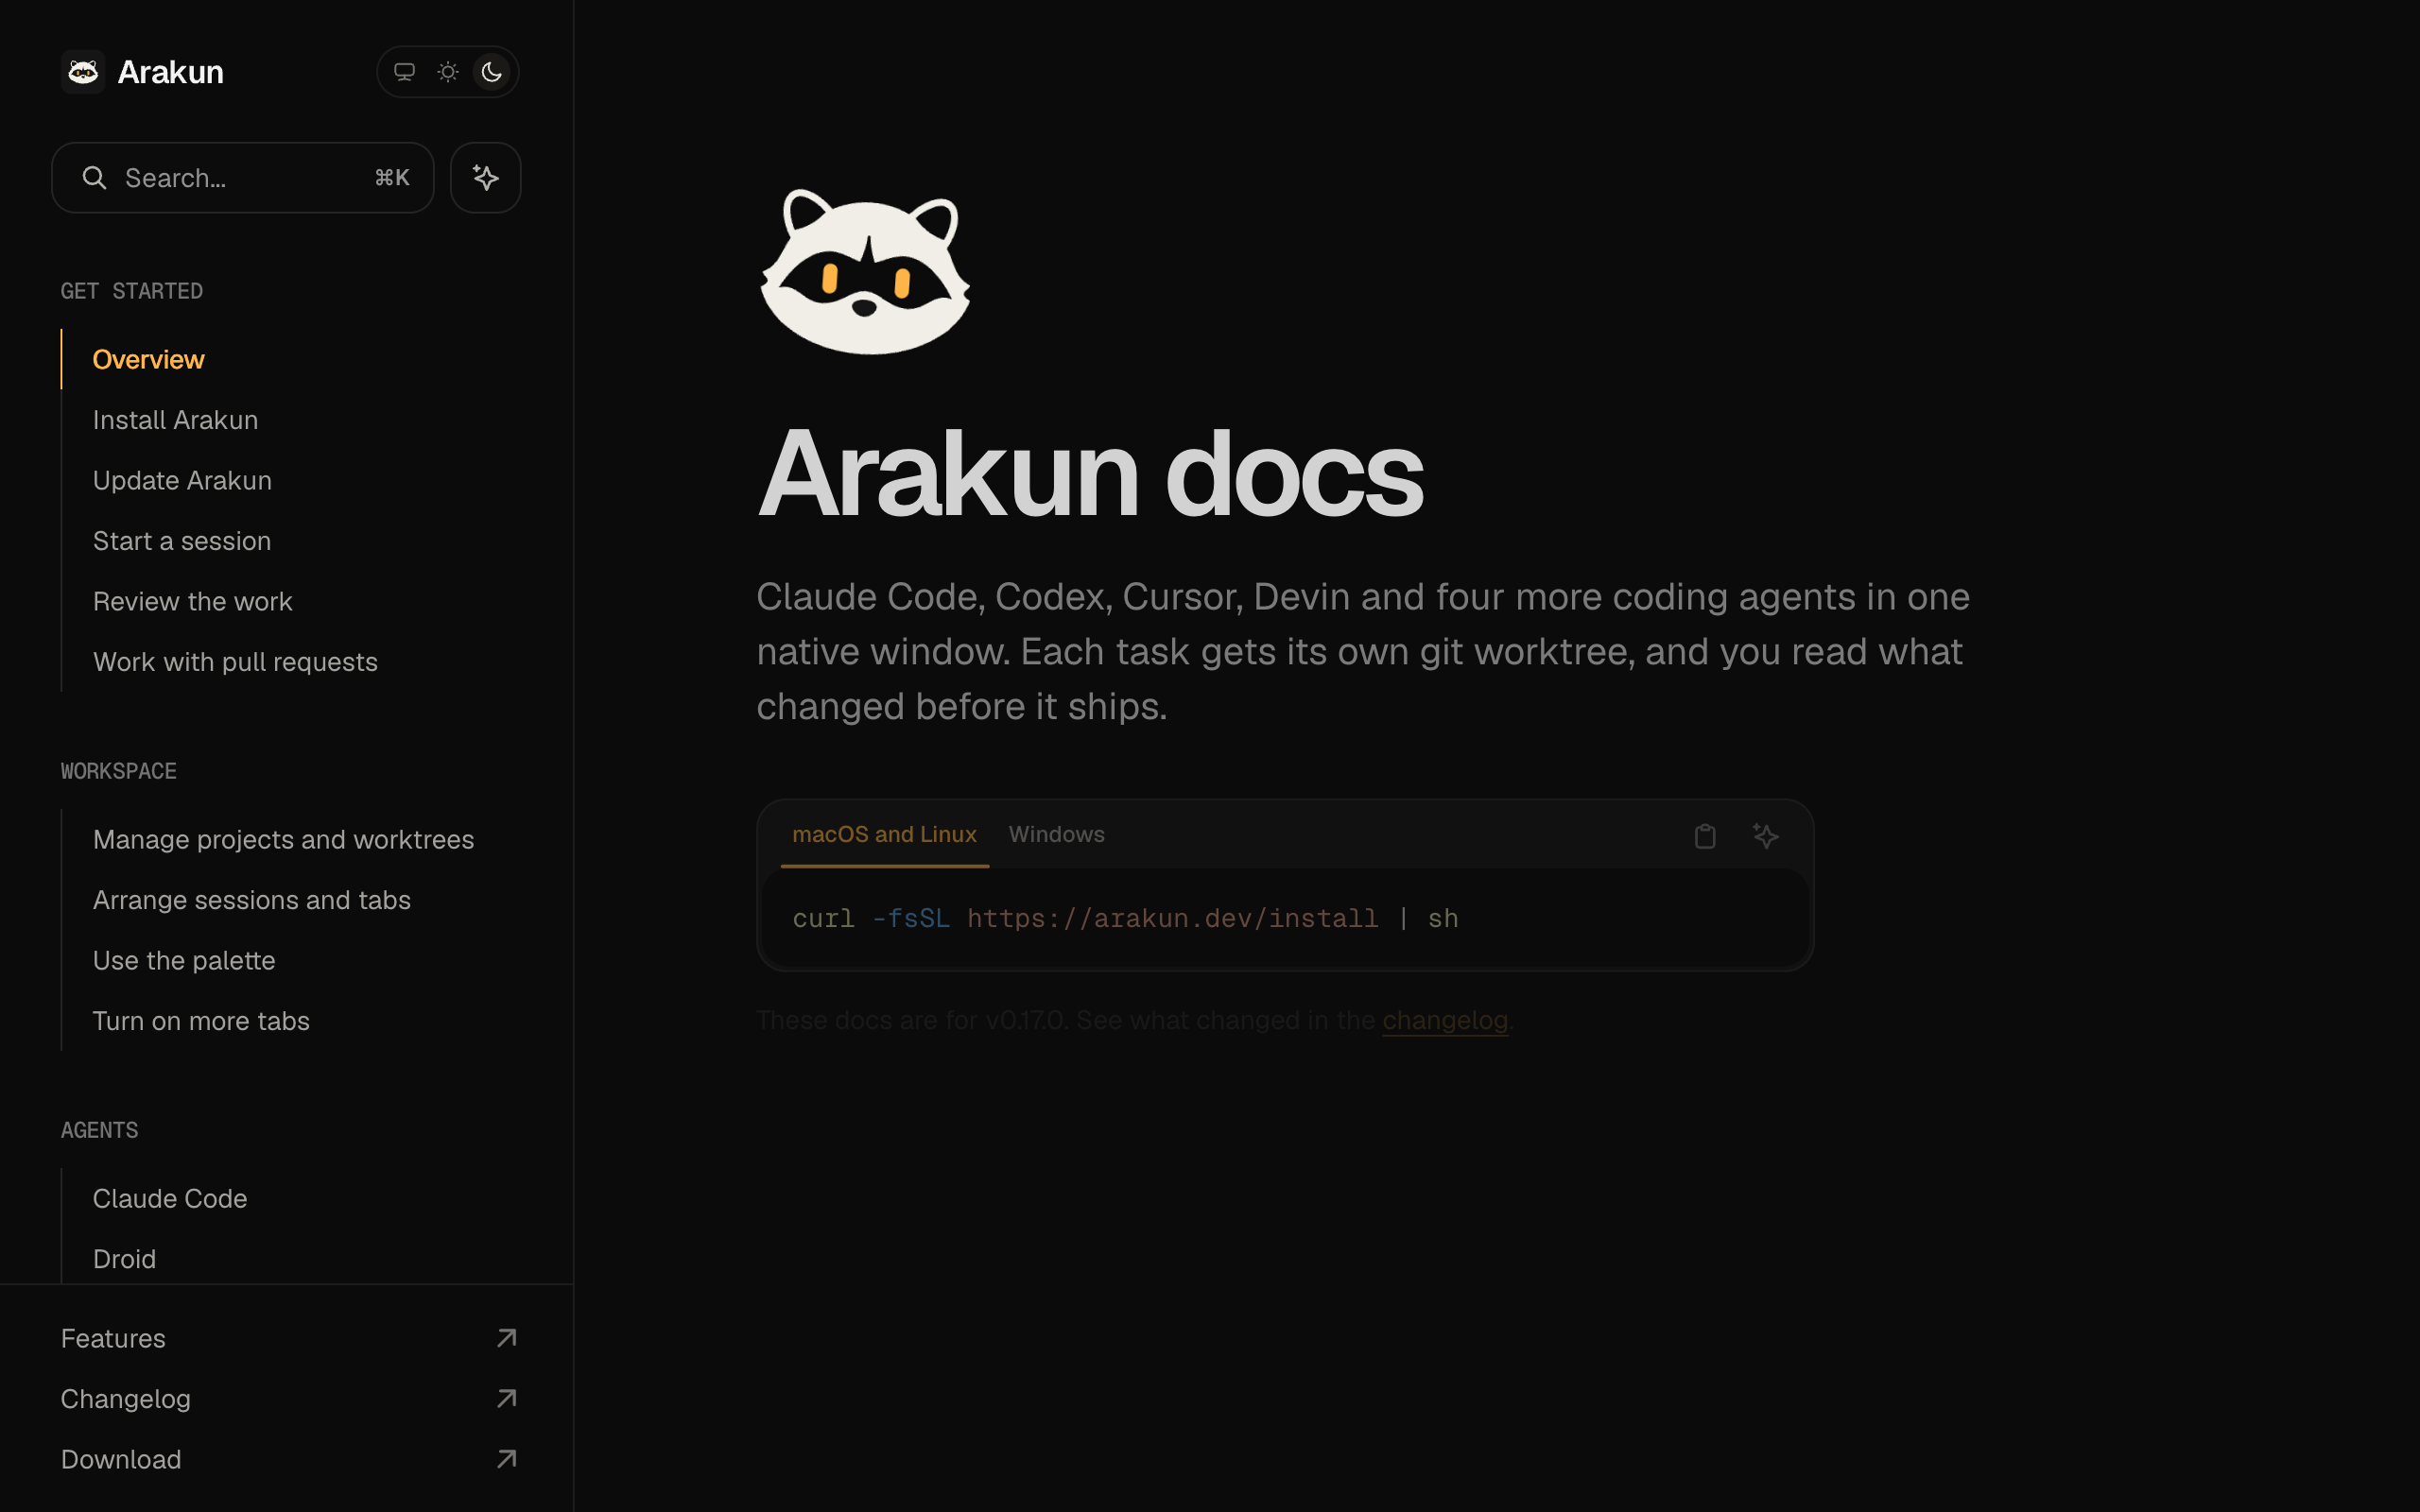 Arakun
Search...
⌘K
GET STARTED
Overview
Install Arakun
Update Arakun
Start a session
Review the work
Work with pull requests
WORKSPACE
Manage projects and worktrees
Arrange sessions and tabs
Use the palette
Turn on more tabs
AGENTS
Claude Code
Droid
Features
Changelog
Download
Arakun docs
Claude Code, Codex, Cursor, Devin and four more coding agents in one
native window. Each task gets its own git worktree, and you read what
changed before it ships.
macOS and Linux
Windows
curl -fsSL https://arakun.dev/install | sh
These docs are for v0.17.0. See what changed in the changelog.